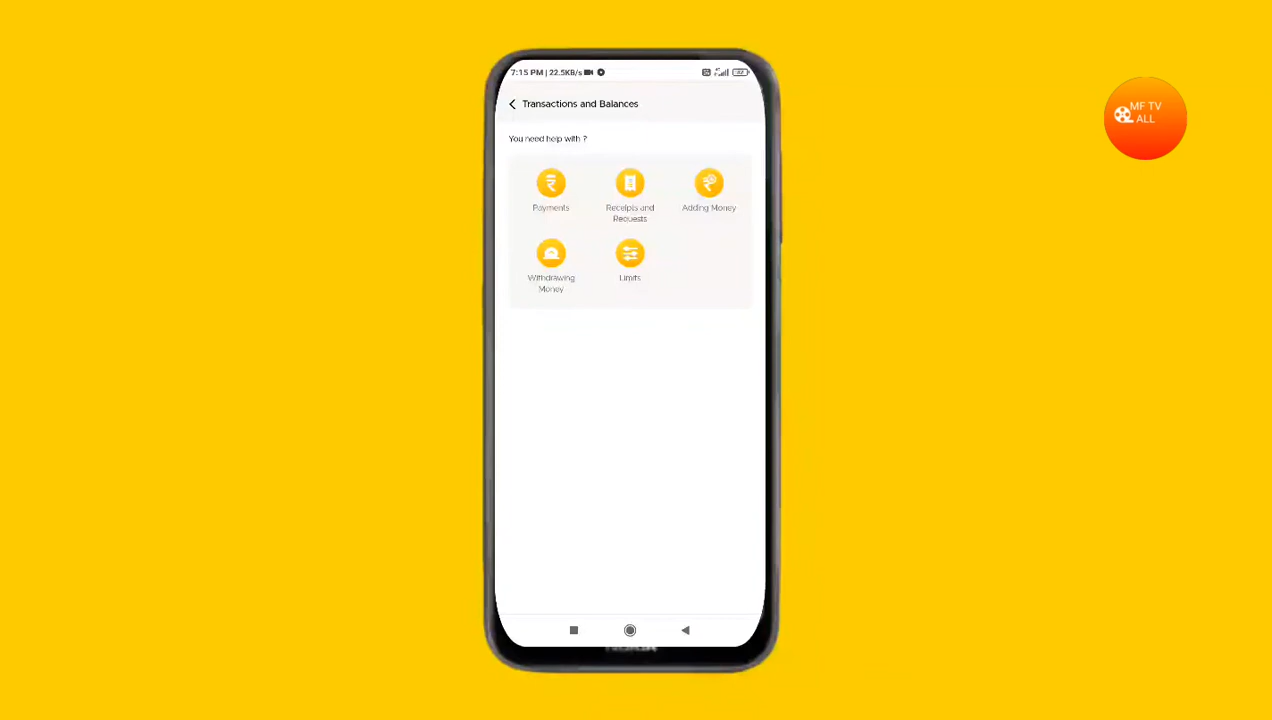 7:15 PM | 22.5KB/s
Transactions and Balances
You need help with ?
Payments
Receipts and
Requests
Adding Money
Withdrawing
Money
Limits
MF TV
ALL
NOKIA